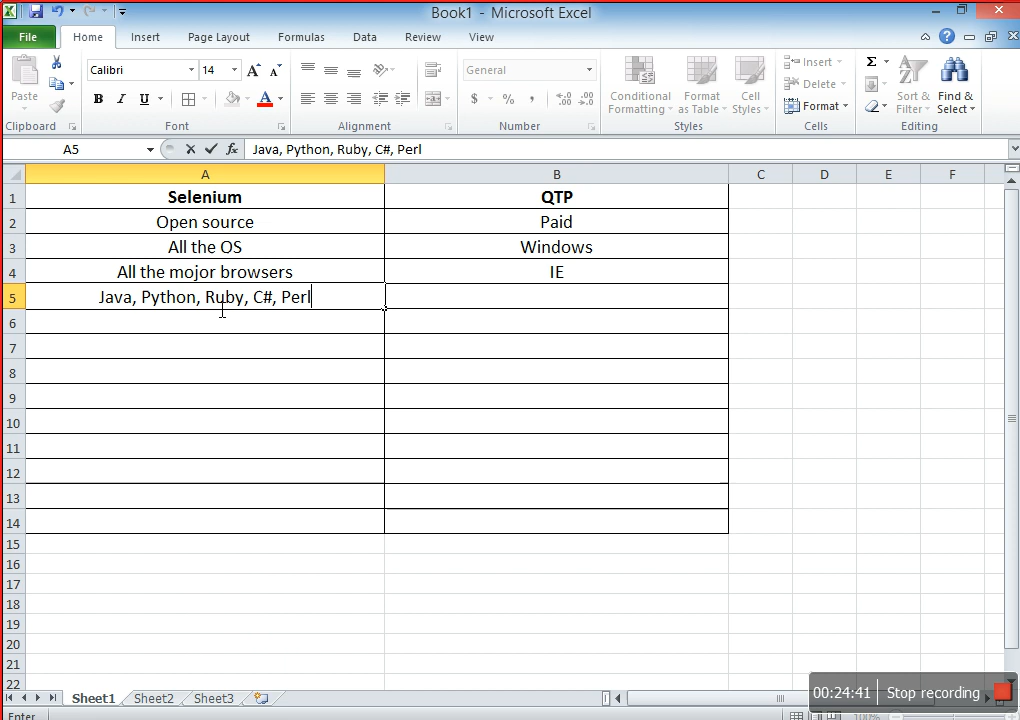 Book1 - Microsoft Excel
File Home Insert Page Layout Formulas Data Review View
Paste
Calibri 14
B I U
General
$ % ,
Conditional Formatting
Format as Table
Cell Styles
Insert
Delete
Format
Sort & Filter
Find & Select
Clipboard Font Alignment Number Styles Cells Editing
A5 fx Java, Python, Ruby, C#, Perl
A B C D E F
1 Selenium QTP
2 Open source Paid
3 All the OS Windows
4 All the mojor browsers IE
5 Java, Python, Ruby, C#, Perl
6
7
8
9
10
11
12
13
14
15
16
17
18
19
20
21
22
Sheet1 Sheet2 Sheet3
00:24:41 Stop recording
Enter 100%